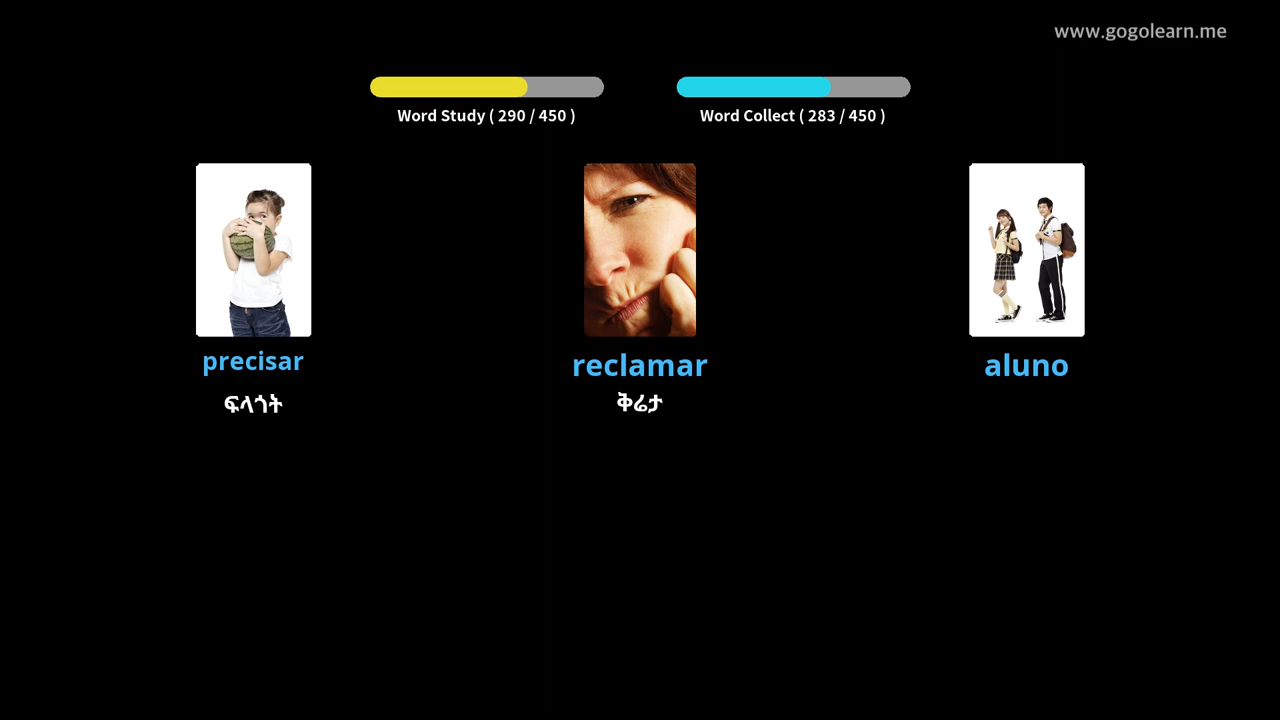 www.gogolearn.me
Word Study ( 290 / 450 )
Word Collect ( 283 / 450 )
precisar
ፍላጎት
reclamar
ቅሬታ
aluno